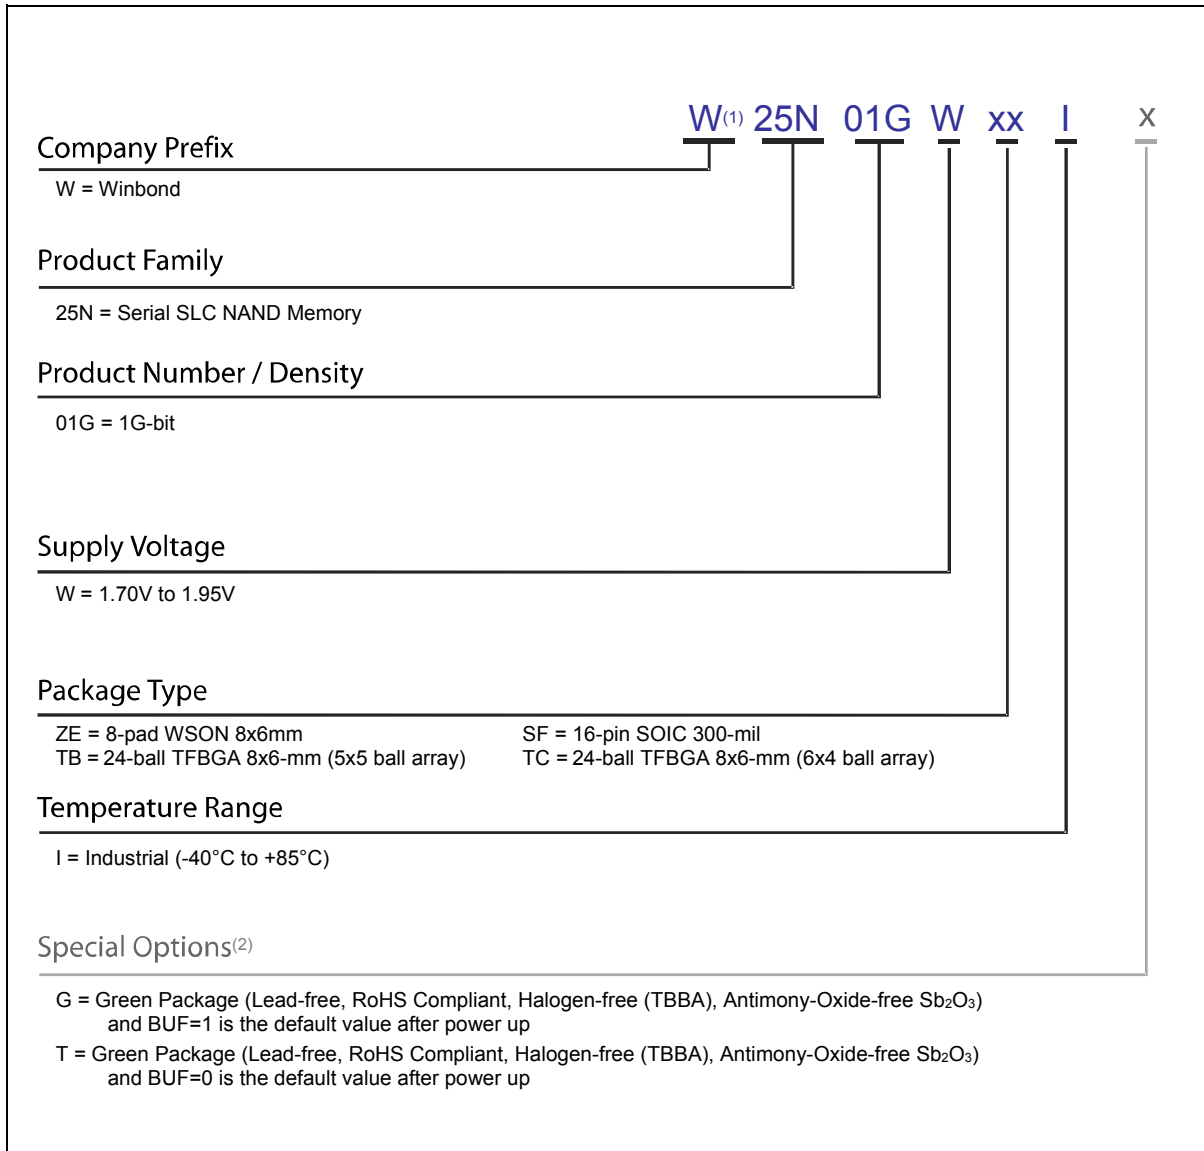 W(1) 25N 01G W xx I x
Company Prefix
W = Winbond
Product Family
25N = Serial SLC NAND Memory
Product Number / Density
01G = 1G-bit
Supply Voltage
W = 1.70V to 1.95V
Package Type
ZE = 8-pad WSON 8x6mm SF = 16-pin SOIC 300-mil
TB = 24-ball TFBGA 8x6-mm (5x5 ball array) TC = 24-ball TFBGA 8x6-mm (6x4 ball array)
Temperature Range
I = Industrial (-40°C to +85°C)
Special Options(2)
G = Green Package (Lead-free, RoHS Compliant, Halogen-free (TBBA), Antimony-Oxide-free Sb₂O₃)
and BUF=1 is the default value after power up
T = Green Package (Lead-free, RoHS Compliant, Halogen-free (TBBA), Antimony-Oxide-free Sb₂O₃)
and BUF=0 is the default value after power up